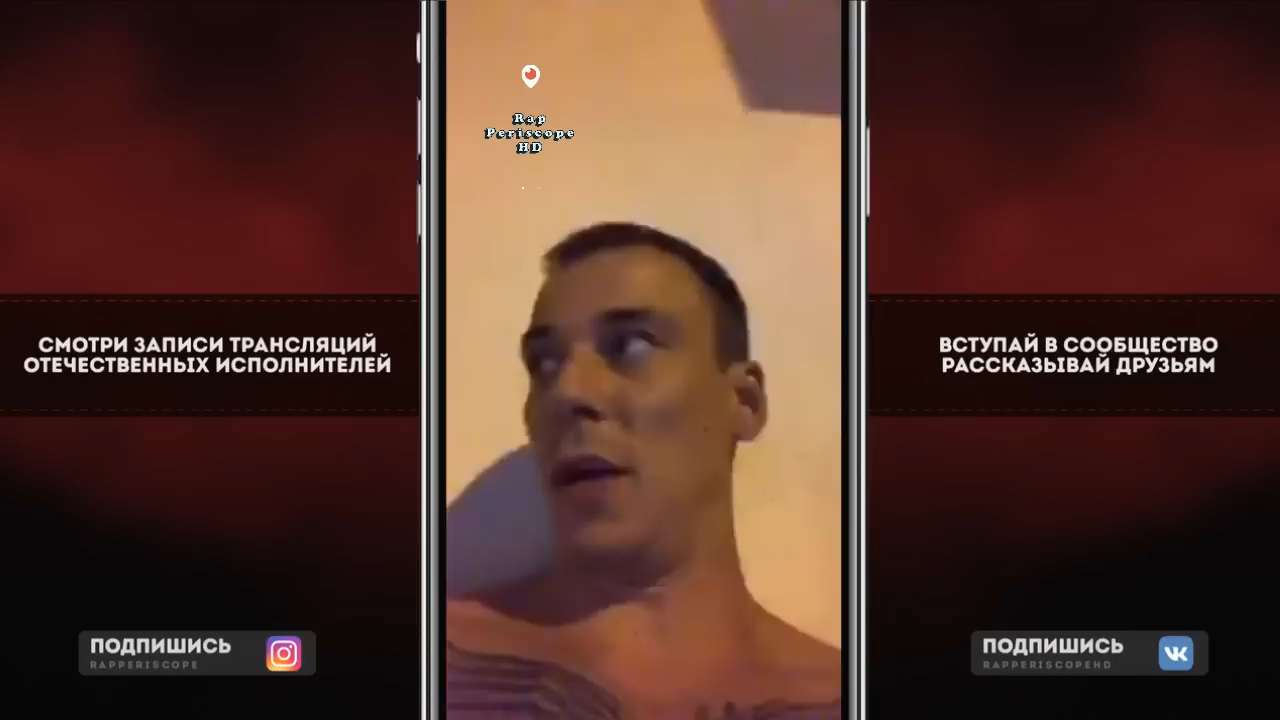 Rap
Periscope
HD
СМОТРИ ЗАПИСИ ТРАНСЛЯЦИЙ
ОТЕЧЕСТВЕННЫХ ИСПОЛНИТЕЛЕЙ
ВСТУПАЙ В СООБЩЕСТВО
РАССКАЗЫВАЙ ДРУЗЬЯМ
ПОДПИШИСЬ
RAPPERISCOPE
ПОДПИШИСЬ
RAPPERISCOPEHD